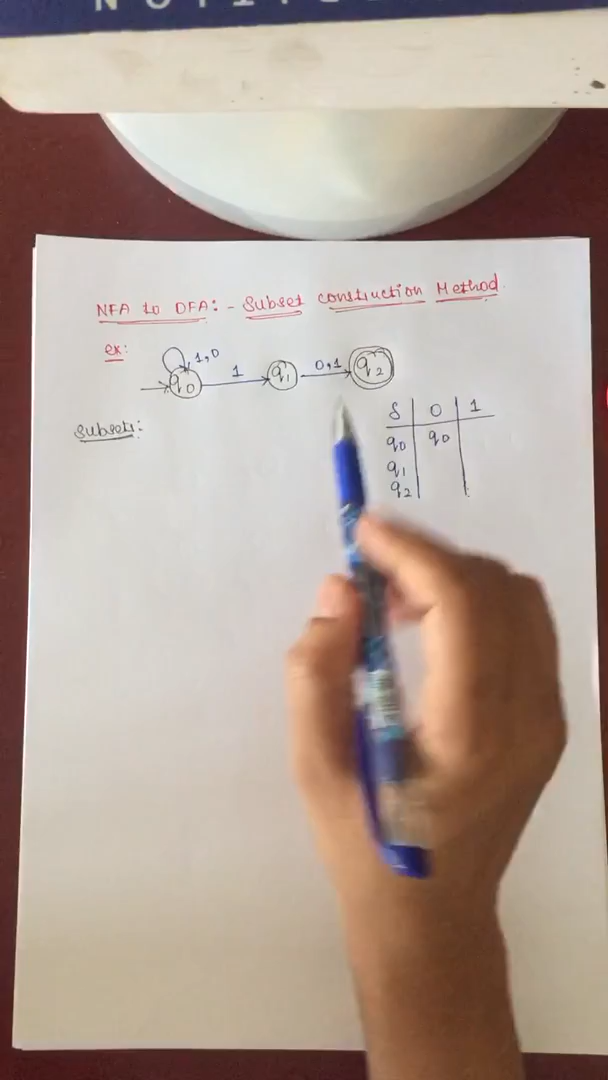 NFA to DFA: - Subset construction Method
ex:
1,0
q0 1 q1 0,1 q2
Subsets:
δ 0 1
q0 q0
q1
q2